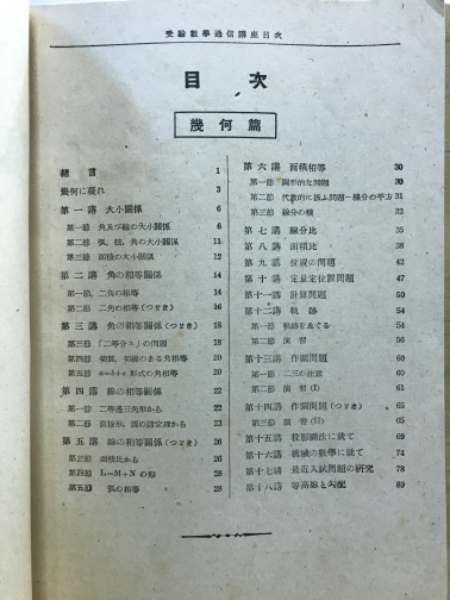 受驗數學通信講座目次
目次
幾何篇
緒言 1
幾何に凝れ 3
第一講 大小關係 6
第一節 角及び線の大小關係 6
第二節 弧,弦,角の大小關係 11
第三節 面積の大小關係 12
第二講 角の相等關係 14
第一節 二角の相等 14
第二節 二角の相等(つゞき) 16
第三講 角の相等關係(つゞき) 18
第三節 「二等分ス」の問題 18
第四節 切線のある角相等 20
第五節 a=b+c 形式の角相等 20
第四講 線の相等關係 22
第一節 二等邊三角形から 22
第二節 直線形,圓の諸定理から 23
第五講 線の相等關係(つゞき) 26
第三節 面積比から 26
第四節 L=M+N の形 28
第五節 弧の相等 28
第六講 面積相等 30
第一節 圖形的な問題 30
第二節 代數的に扱ふ問題—線分の平方 31
第三節 線分の積 32
第七講 線分比 35
第八講 面積比 38
第九講 位置の問題 42
第十講 定量定位置問題 47
第十一講 計算問題 50
第十二講 軌跡 54
第一節 軌跡をゑぐる 54
第二節 演習 56
第十三講 作圖問題 60
第一節 二三の注意 60
第二節 演習(I) 61
第十四講 作圖問題(つゞき) 65
第三節 演習(II) 65
第十五講 投影圖法に就て 69
第十六講 機械の數學に就て 74
第十七講 最近入試問題の研究 78
第十八講 等高線と勾配 89